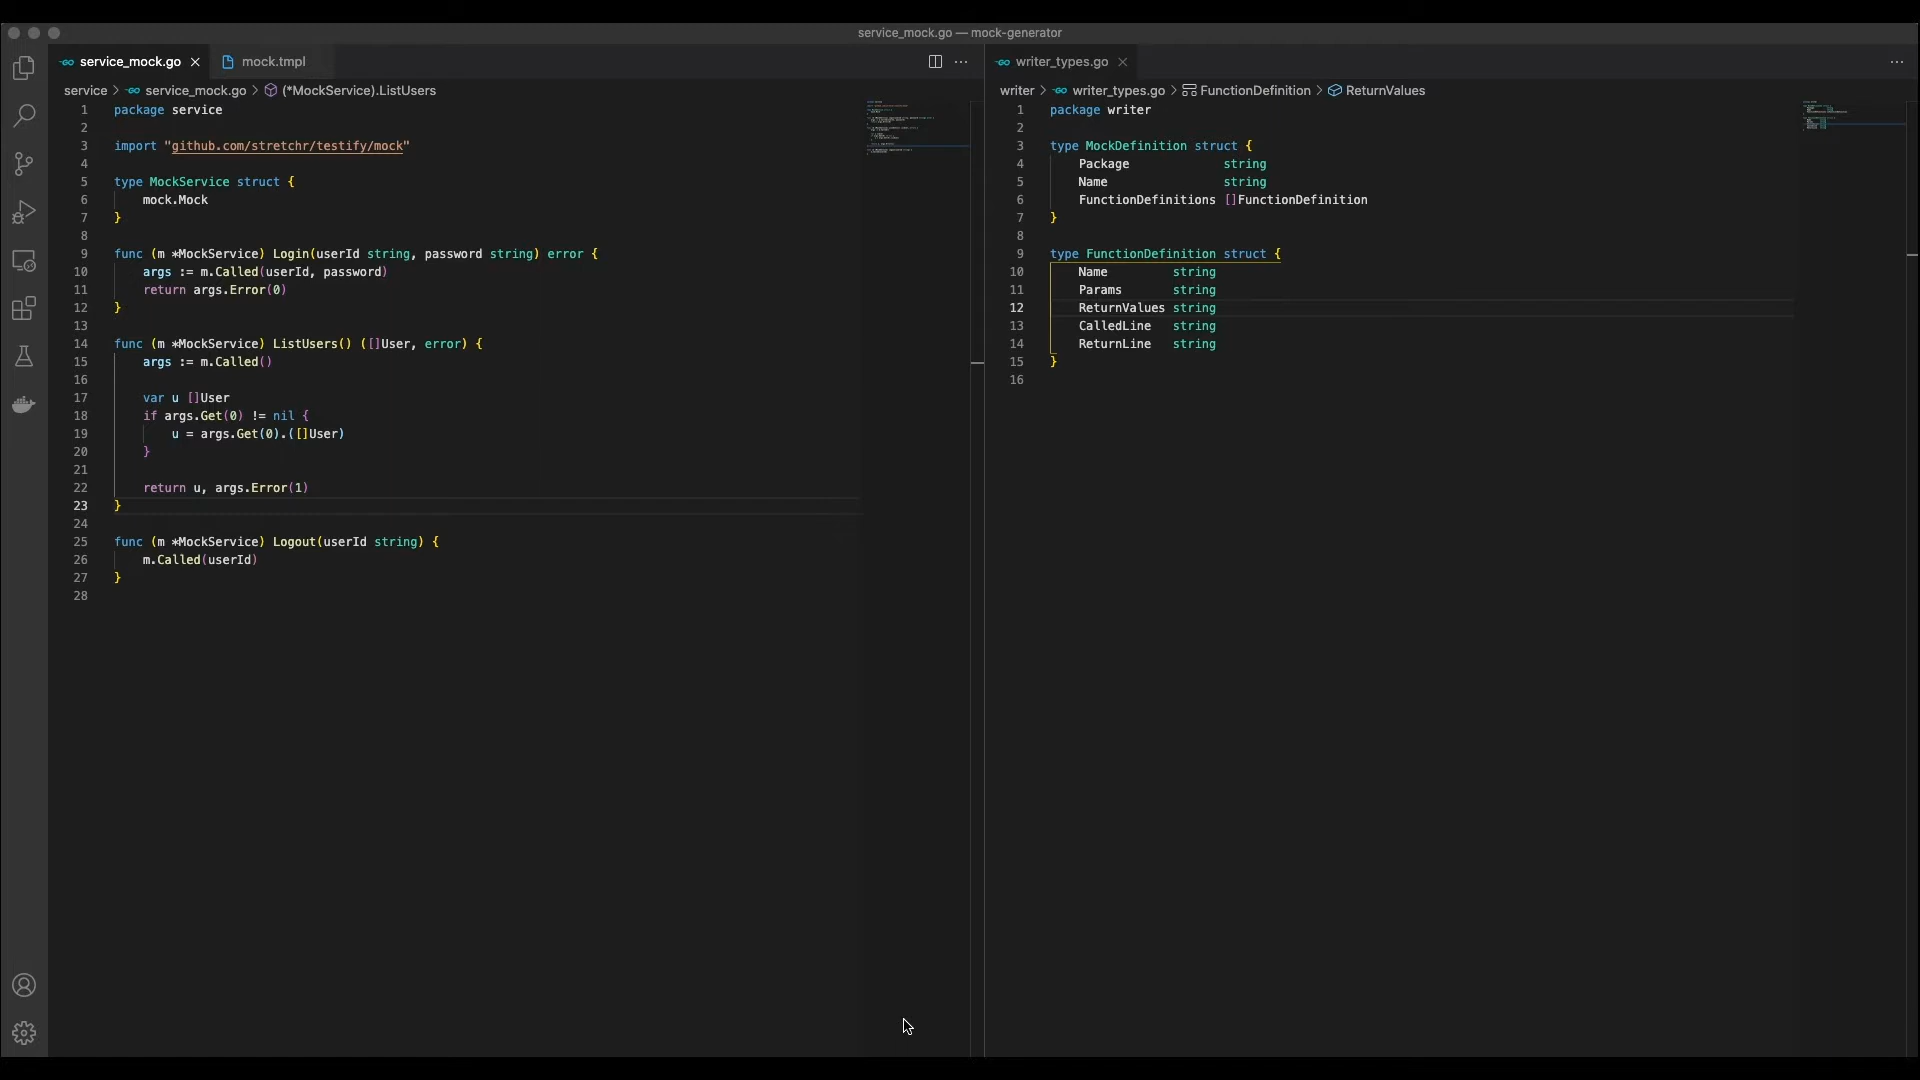 service_mock.go — mock-generator
service_mock.go
mock.tmpl
service > service_mock.go > (*MockService).ListUsers
1 package service
2
3 import "github.com/stretchr/testify/mock"
4
5 type MockService struct {
6 mock.Mock
7 }
8
9 func (m *MockService) Login(userId string, password string) error {
10 args := m.Called(userId, password)
11 return args.Error(0)
12 }
13
14 func (m *MockService) ListUsers() ([]User, error) {
15 args := m.Called()
16
17 var u []User
18 if args.Get(0) != nil {
19 u = args.Get(0).([]User)
20 }
21
22 return u, args.Error(1)
23 }
24
25 func (m *MockService) Logout(userId string) {
26 m.Called(userId)
27 }
28
writer_types.go
writer > writer_types.go > FunctionDefinition > ReturnValues
1 package writer
2
3 type MockDefinition struct {
4 Package string
5 Name string
6 FunctionDefinitions []FunctionDefinition
7 }
8
9 type FunctionDefinition struct {
10 Name string
11 Params string
12 ReturnValues string
13 CalledLine string
14 ReturnLine string
15 }
16